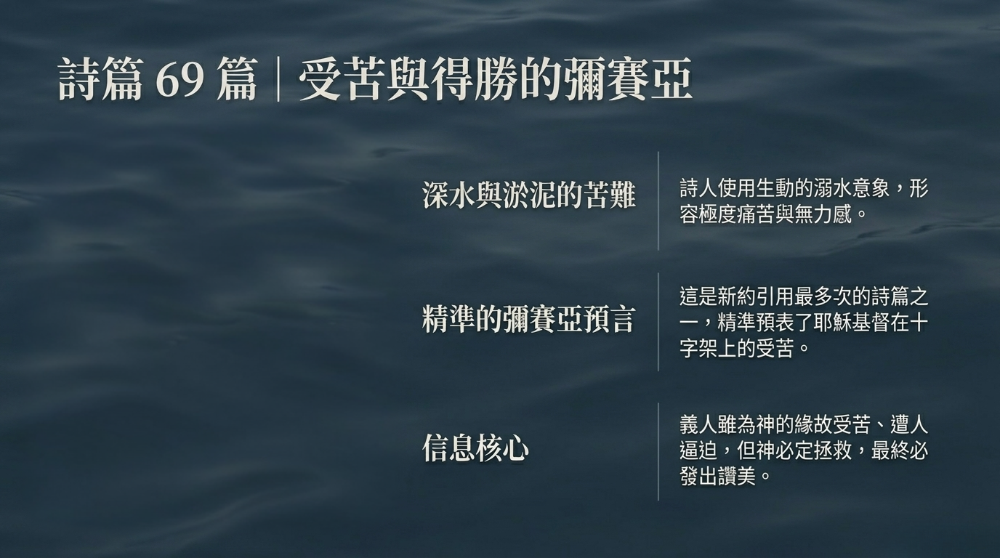 詩篇 69 篇｜受苦與得勝的彌賽亞
深水與淤泥的苦難
詩人使用生動的溺水意象，形
容極度痛苦與無力感。
精準的彌賽亞預言
這是新約引用最多次的詩篇之
一，精準預表了耶穌基督在十
字架上的受苦。
信息核心
義人雖為神的緣故受苦、遭人
逼迫，但神必定拯救，最終必
發出讚美。